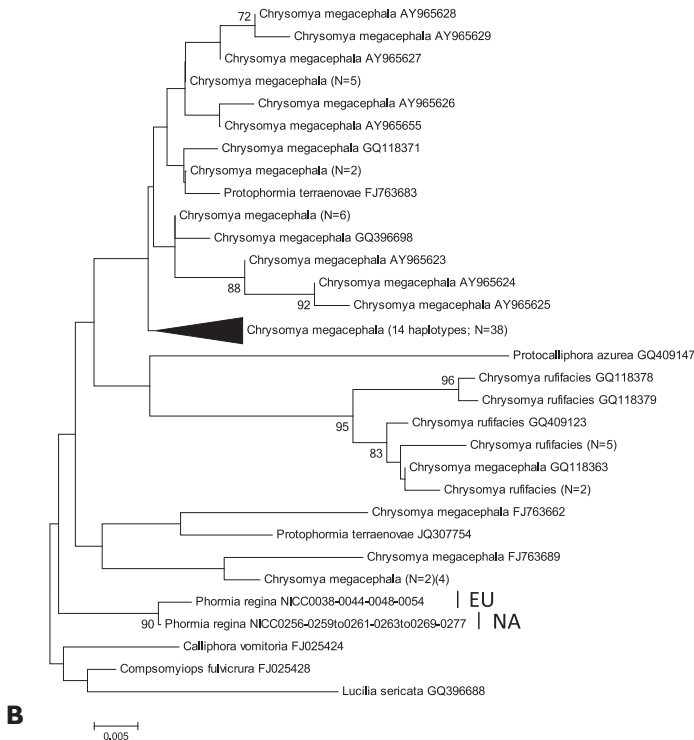 Chrysomya megacephala AY965628
72
Chrysomya megacephala AY965629
Chrysomya megacephala AY965627
Chrysomya megacephala (N=5)
Chrysomya megacephala AY965626
Chrysomya megacephala AY965655
Chrysomya megacephala GQ118371
Chrysomya megacephala (N=2)
Protophormia terraenovae FJ763683
Chrysomya megacephala (N=6)
Chrysomya megacephala GQ396698
Chrysomya megacephala AY965623
88
Chrysomya megacephala AY965624
92
Chrysomya megacephala AY965625
Chrysomya megacephala (14 haplotypes; N=38)
Protocalliphora azurea GQ409147
96
Chrysomya rufifacies GQ118378
Chrysomya rufifacies GQ118379
95
Chrysomya rufifacies GQ409123
83
Chrysomya rufifacies (N=5)
Chrysomya megacephala GQ118363
Chrysomya rufifacies (N=2)
Chrysomya megacephala FJ763662
Protophormia terraenovae JQ307754
Chrysomya megacephala FJ763689
Chrysomya megacephala (N=2)(4)
Phormia regina NICC0038-0044-0048-0054 | EU
90 Phormia regina NICC0256-0259to0261-0263to0269-0277 | NA
Calliphora vomitoria FJ025424
Compsomyiops fulvicrura FJ025428
Lucilia sericata GQ396688
B
0.005